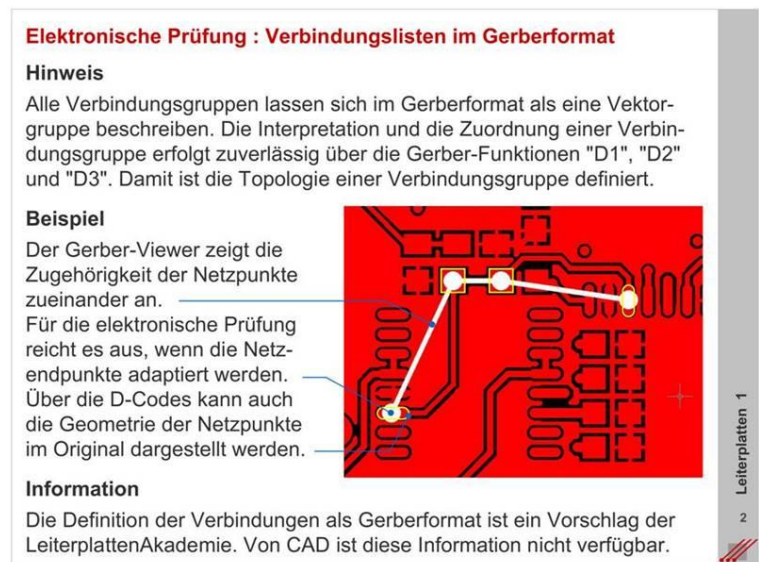 Elektronische Prüfung : Verbindungslisten im Gerberformat
Hinweis
Alle Verbindungsgruppen lassen sich im Gerberformat als eine Vektor-
gruppe beschreiben. Die Interpretation und die Zuordnung einer Verbin-
dungsgruppe erfolgt zuverlässig über die Gerber-Funktionen "D1", "D2"
und "D3". Damit ist die Topologie einer Verbindungsgruppe definiert.
Beispiel
Der Gerber-Viewer zeigt die
Zugehörigkeit der Netzpunkte
zueinander an.
Für die elektronische Prüfung
reicht es aus, wenn die Netz-
endpunkte adaptiert werden.
Über die D-Codes kann auch
die Geometrie der Netzpunkte
im Original dargestellt werden.
Information
Die Definition der Verbindungen als Gerberformat ist ein Vorschlag der
LeiterplattenAkademie. Von CAD ist diese Information nicht verfügbar.
Leiterplatten 1
2